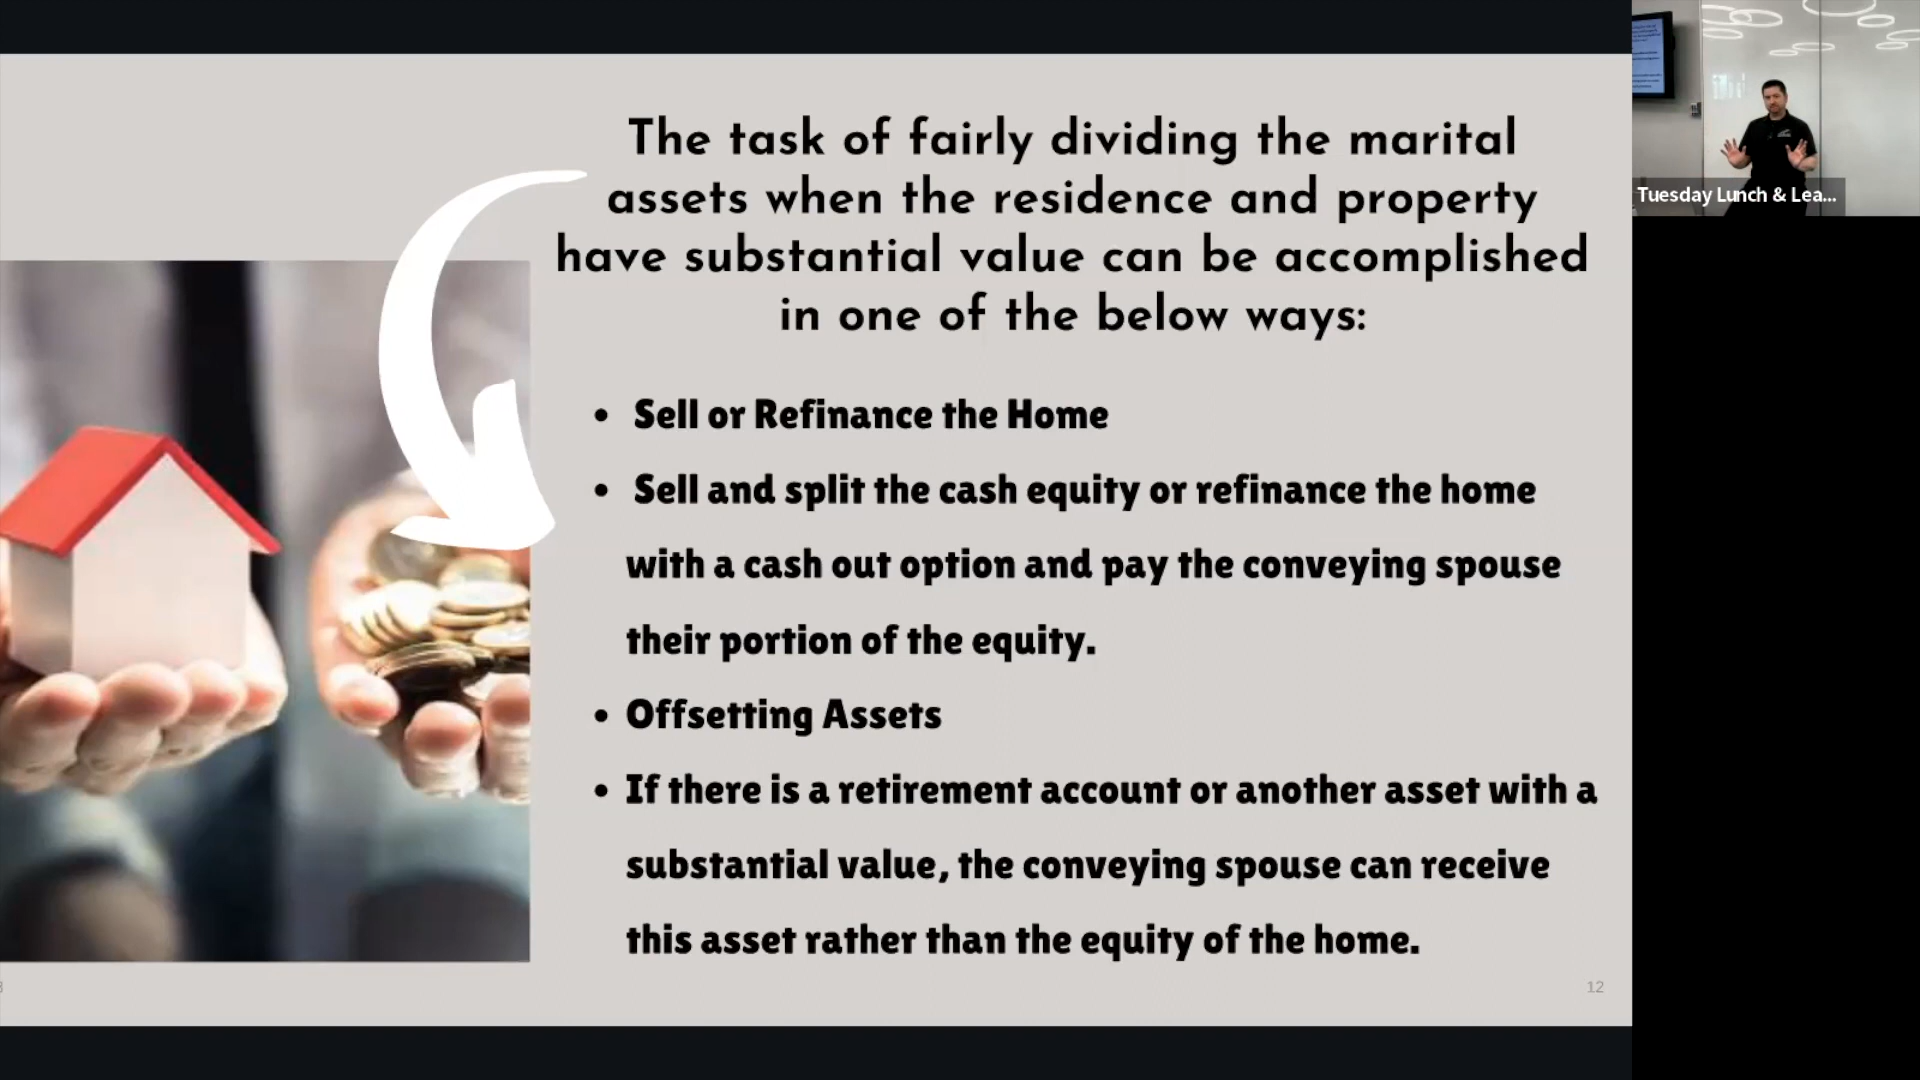 The task of fairly dividing the marital
assets when the residence and property
have substantial value can be accomplished
in one of the below ways:
• Sell or Refinance the Home
• Sell and split the cash equity or refinance the home
with a cash out option and pay the conveying spouse
their portion of the equity.
• Offsetting Assets
• If there is a retirement account or another asset with a
substantial value, the conveying spouse can receive
this asset rather than the equity of the home.
12
Tuesday Lunch & Lea...